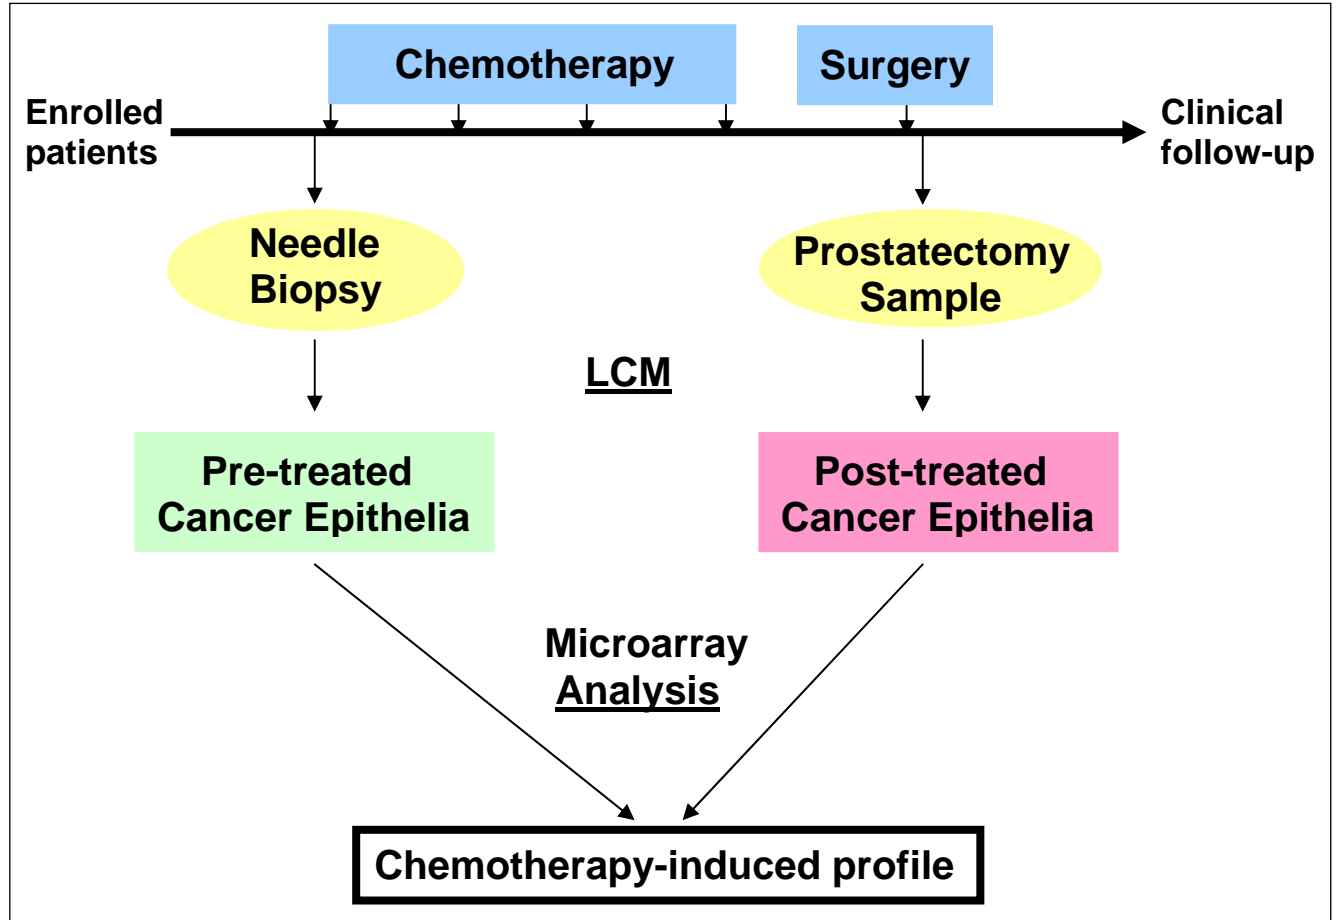 Chemotherapy
Surgery
Enrolled
patients
Clinical
follow-up
Needle
Biopsy
Prostatectomy
Sample
LCM
Pre-treated
Cancer Epithelia
Post-treated
Cancer Epithelia
Microarray
Analysis
Chemotherapy-induced profile